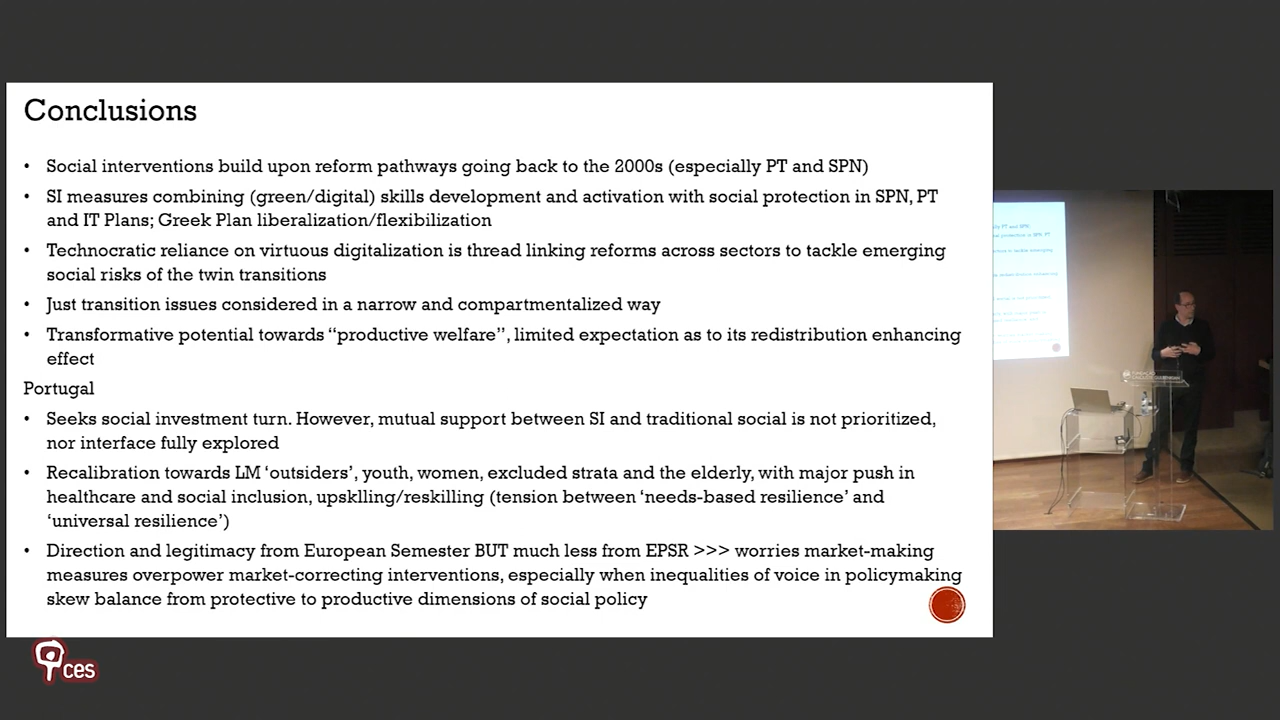 Conclusions
• Social interventions build upon reform pathways going back to the 2000s (especially PT and SPN)
• SI measures combining (green/digital) skills development and activation with social protection in SPN, PT
and IT Plans; Greek Plan liberalization/flexibilization
• Technocratic reliance on virtuous digitalization is thread linking reforms across sectors to tackle emerging
social risks of the twin transitions
• Just transition issues considered in a narrow and compartmentalized way
• Transformative potential towards “productive welfare”, limited expectation as to its redistribution enhancing
effect
Portugal
• Seeks social investment turn. However, mutual support between SI and traditional social is not prioritized,
nor interface fully explored
• Recalibration towards LM ‘outsiders’, youth, women, excluded strata and the elderly, with major push in
healthcare and social inclusion, upsklling/reskilling (tension between ‘needs-based resilience’ and
‘universal resilience’)
• Direction and legitimacy from European Semester BUT much less from EPSR >>> worries market-making
measures overpower market-correcting interventions, especially when inequalities of voice in policymaking
skew balance from protective to productive dimensions of social policy
ces